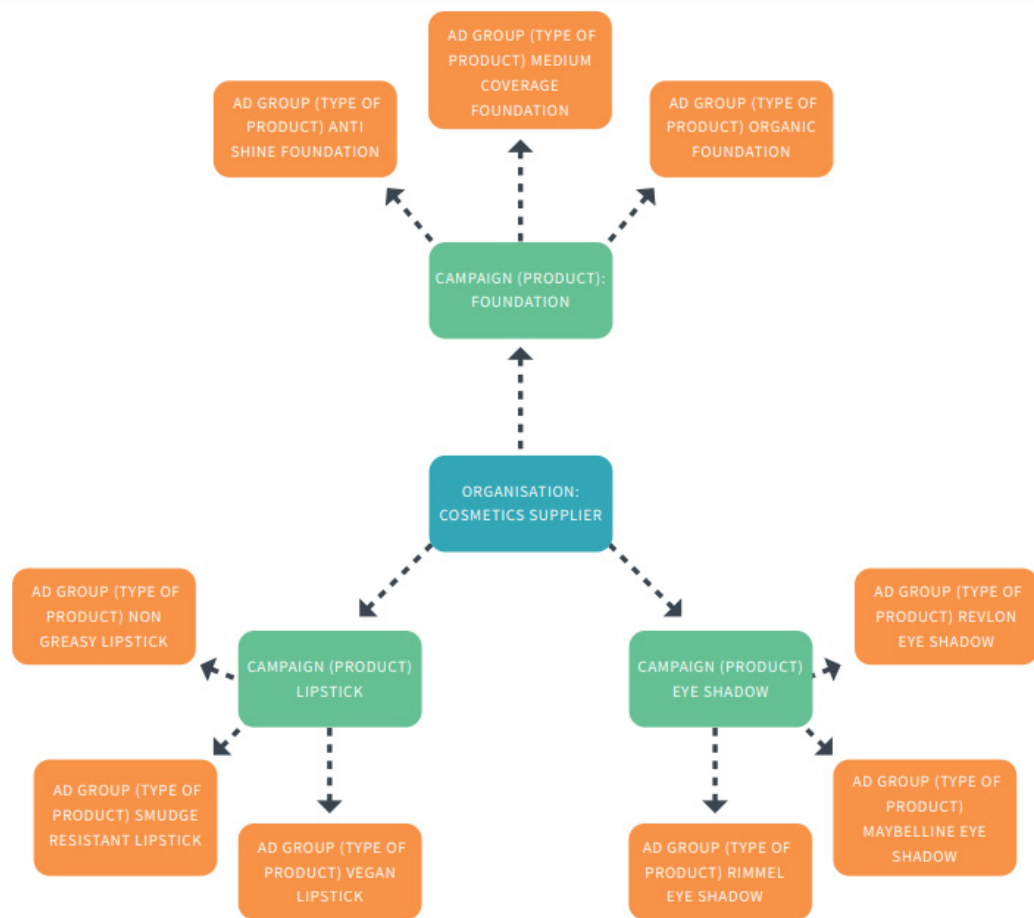 AD GROUP (TYPE OF
PRODUCT) MEDIUM
COVERAGE
FOUNDATION
AD GROUP (TYPE OF
PRODUCT) ANTI
SHINE FOUNDATION
AD GROUP (TYPE OF
PRODUCT) ORGANIC
FOUNDATION
CAMPAIGN (PRODUCT):
FOUNDATION
ORGANISATION:
COSMETICS SUPPLIER
AD GROUP (TYPE OF
PRODUCT) NON
GREASY LIPSTICK
AD GROUP (TYPE OF
PRODUCT) REVLON
EYE SHADOW
CAMPAIGN (PRODUCT)
LIPSTICK
CAMPAIGN (PRODUCT)
EYE SHADOW
AD GROUP (TYPE OF
PRODUCT) SMUDGE
RESISTANT LIPSTICK
AD GROUP (TYPE OF
PRODUCT)
MAYBELLINE EYE
SHADOW
AD GROUP (TYPE OF
PRODUCT) VEGAN
LIPSTICK
AD GROUP (TYPE OF
PRODUCT) RIMMEL
EYE SHADOW